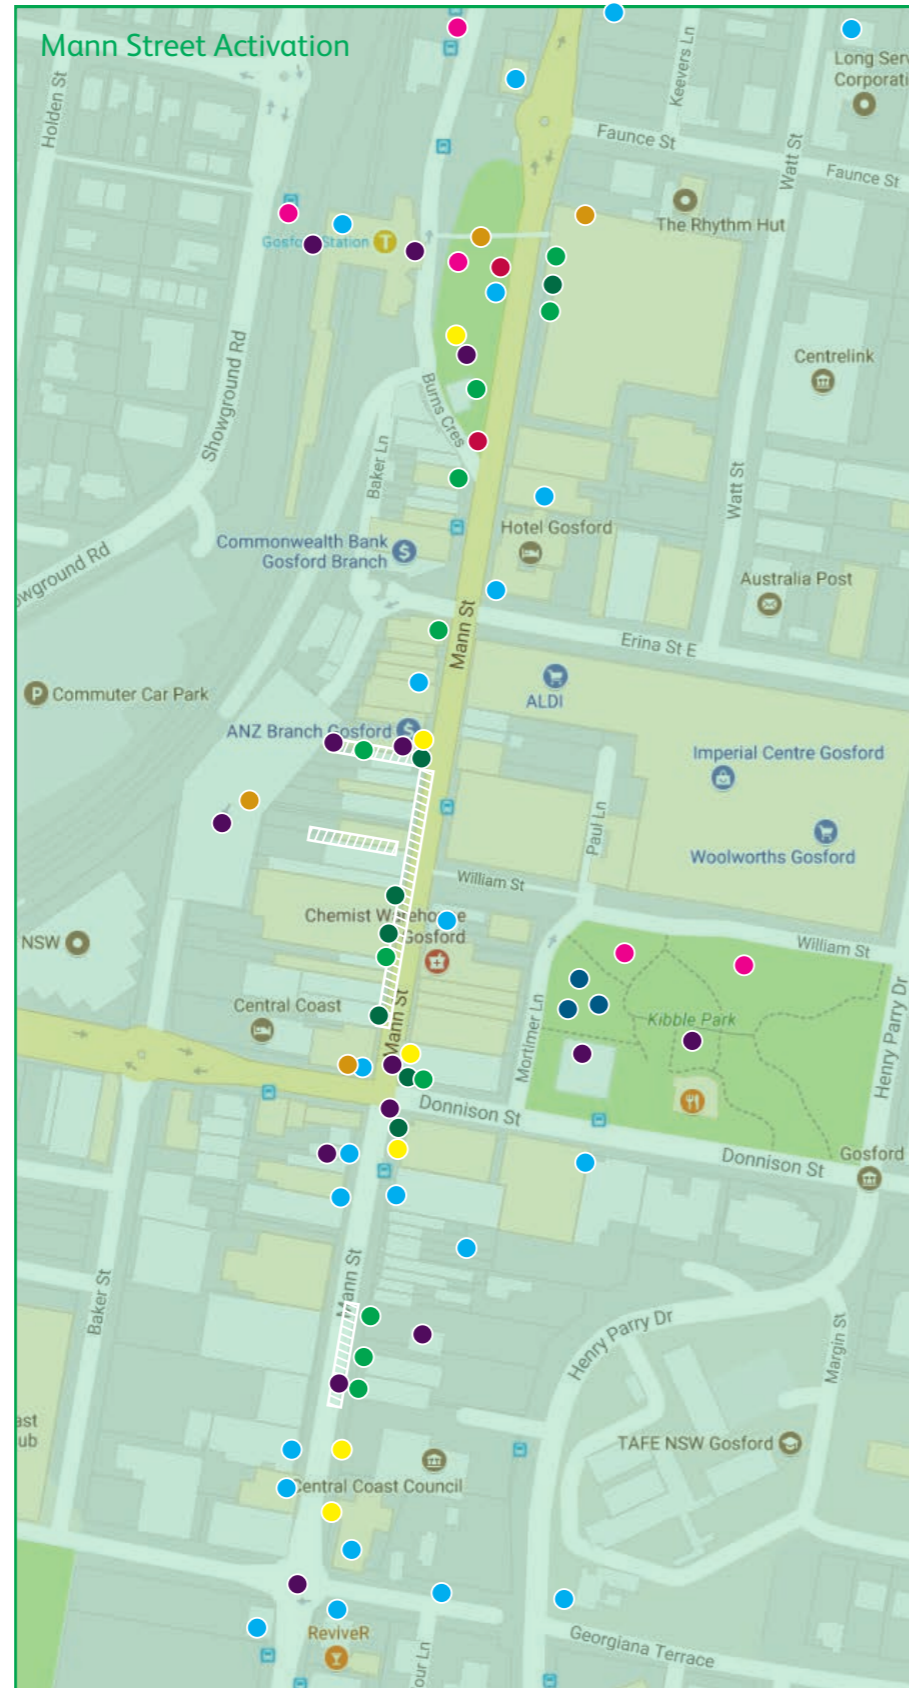 Mann Street Activation
Holden St
Keevers Ln
Long Serv
Corporati
Faunce St
Watt St
Faunce St
The Rhythm Hut
Gosford Station
T
Showground Rd
Centrelink
Burns Cres
Baker Ln
Watt St
Hotel Gosford
Commonwealth Bank
Gosford Branch
$
owground Rd
Australia Post
Mann St
Erina St E
P Commuter Car Park
ALDI
ANZ Branch Gosford
Imperial Centre Gosford
Paul Ln
Woolworths Gosford
William St
Chemist Warehouse
Gosford
NSW
William St
Central Coast
Mann St
Mortimer Ln
Kibble Park
Henry Parry Dr
Donnison St
Donnison St
Gosford
Mann St
Baker St
Henry Parry Dr
Margin St
ast
ub
TAFE NSW Gosford
Central Coast Council
ReviveR
our Ln
Georgiana Terrace